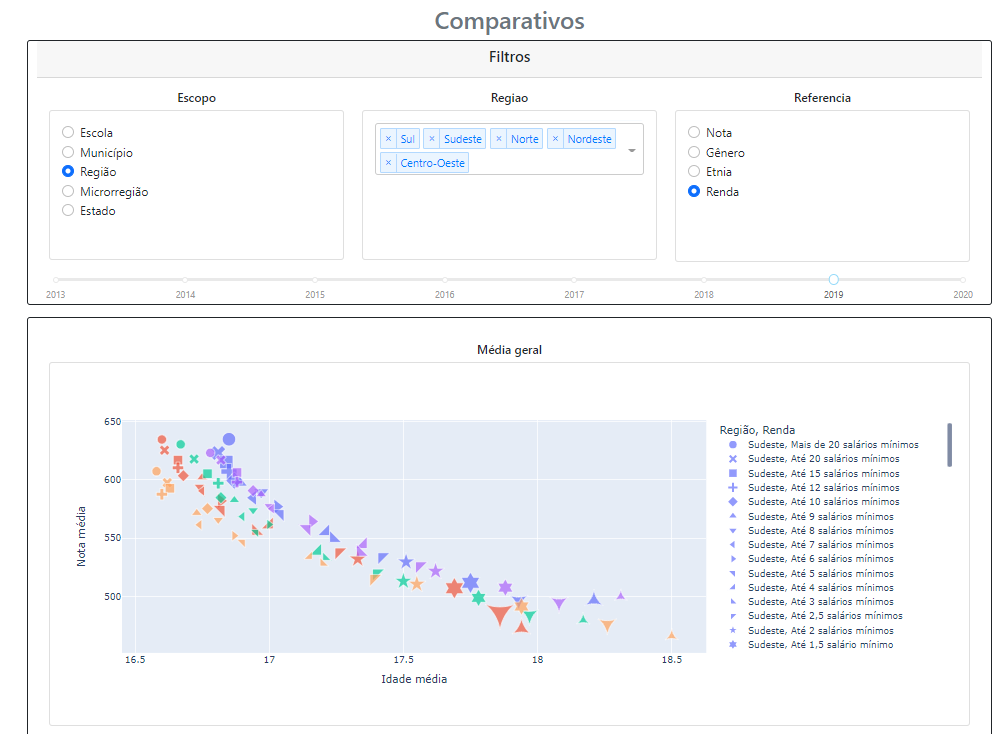 Comparativos
Filtros
Escopo
Escola
Município
Região
Microrregião
Estado
Regiao
× Sul × Sudeste × Norte × Nordeste
× Centro-Oeste
Referencia
Nota
Gênero
Etnia
Renda
2013 2014 2015 2016 2017 2018 2019 2020
Média geral
650
600
550
500
Nota média
16.5 17 17.5 18 18.5
Idade média
Região, Renda
Sudeste, Mais de 20 salários mínimos
Sudeste, Até 20 salários mínimos
Sudeste, Até 15 salários mínimos
Sudeste, Até 12 salários mínimos
Sudeste, Até 10 salários mínimos
Sudeste, Até 9 salários mínimos
Sudeste, Até 8 salários mínimos
Sudeste, Até 7 salários mínimos
Sudeste, Até 6 salários mínimos
Sudeste, Até 5 salários mínimos
Sudeste, Até 4 salários mínimos
Sudeste, Até 3 salários mínimos
Sudeste, Até 2,5 salários mínimos
Sudeste, Até 2 salários mínimos
Sudeste, Até 1,5 salário mínimo